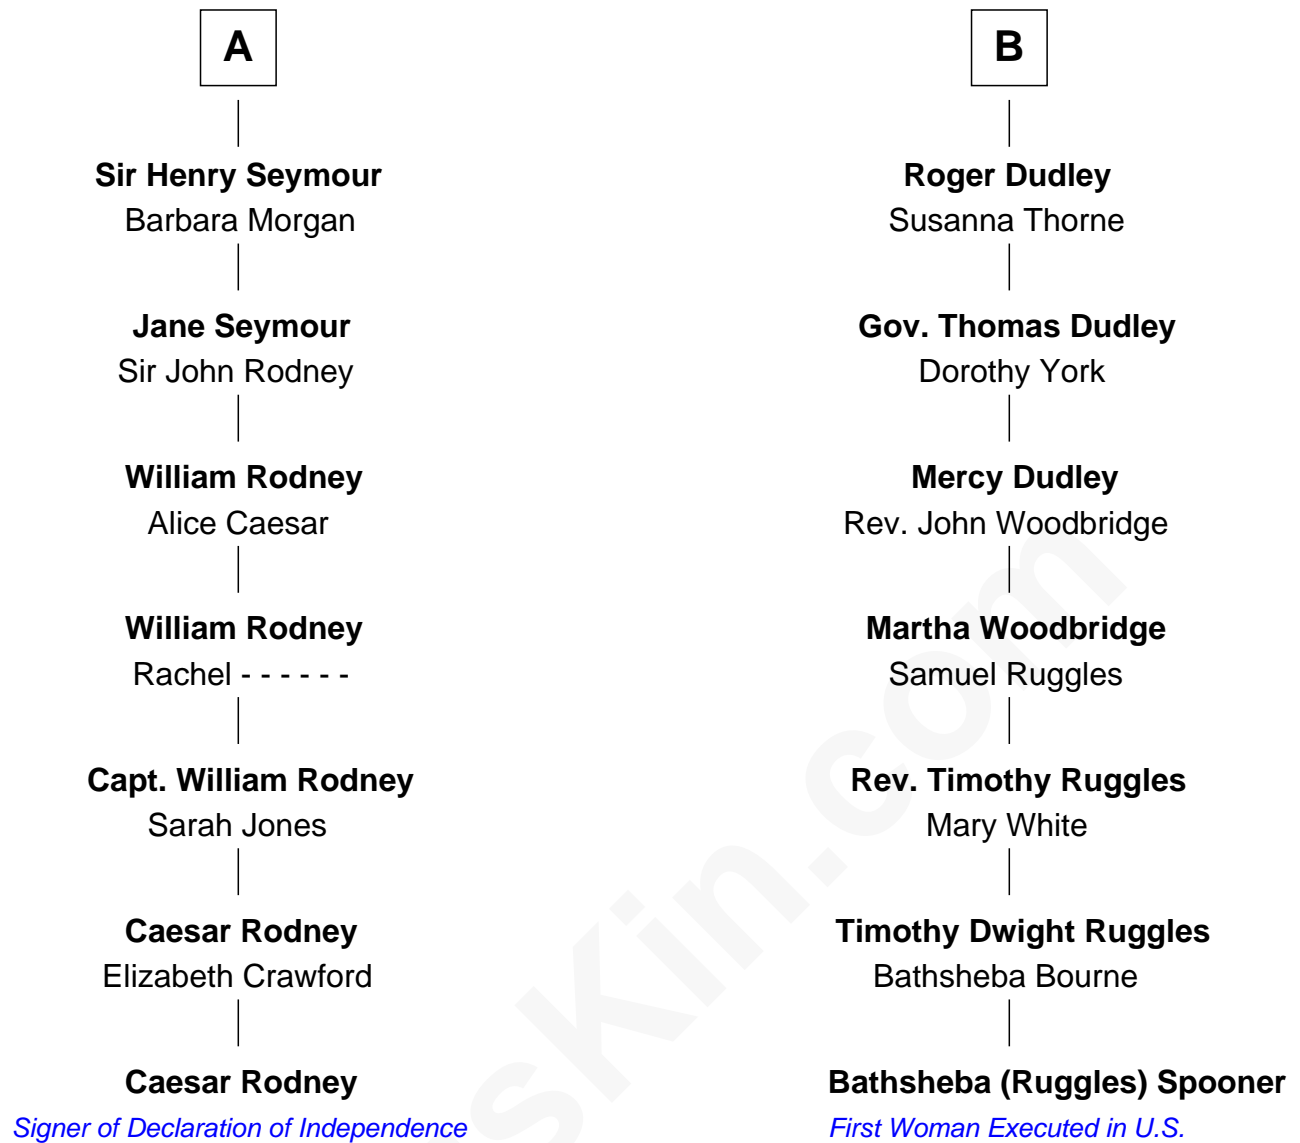 A
Sir Henry Seymour
Barbara Morgan
Jane Seymour
Sir John Rodney
William Rodney
Alice Caesar
William Rodney
Rachel - - - - - -
Capt. William Rodney
Sarah Jones
Caesar Rodney
Elizabeth Crawford
Caesar Rodney
Signer of Declaration of Independence
B
Roger Dudley
Susanna Thorne
Gov. Thomas Dudley
Dorothy York
Mercy Dudley
Rev. John Woodbridge
Martha Woodbridge
Samuel Ruggles
Rev. Timothy Ruggles
Mary White
Timothy Dwight Ruggles
Bathsheba Bourne
Bathsheba (Ruggles) Spooner
First Woman Executed in U.S.
sKin.com